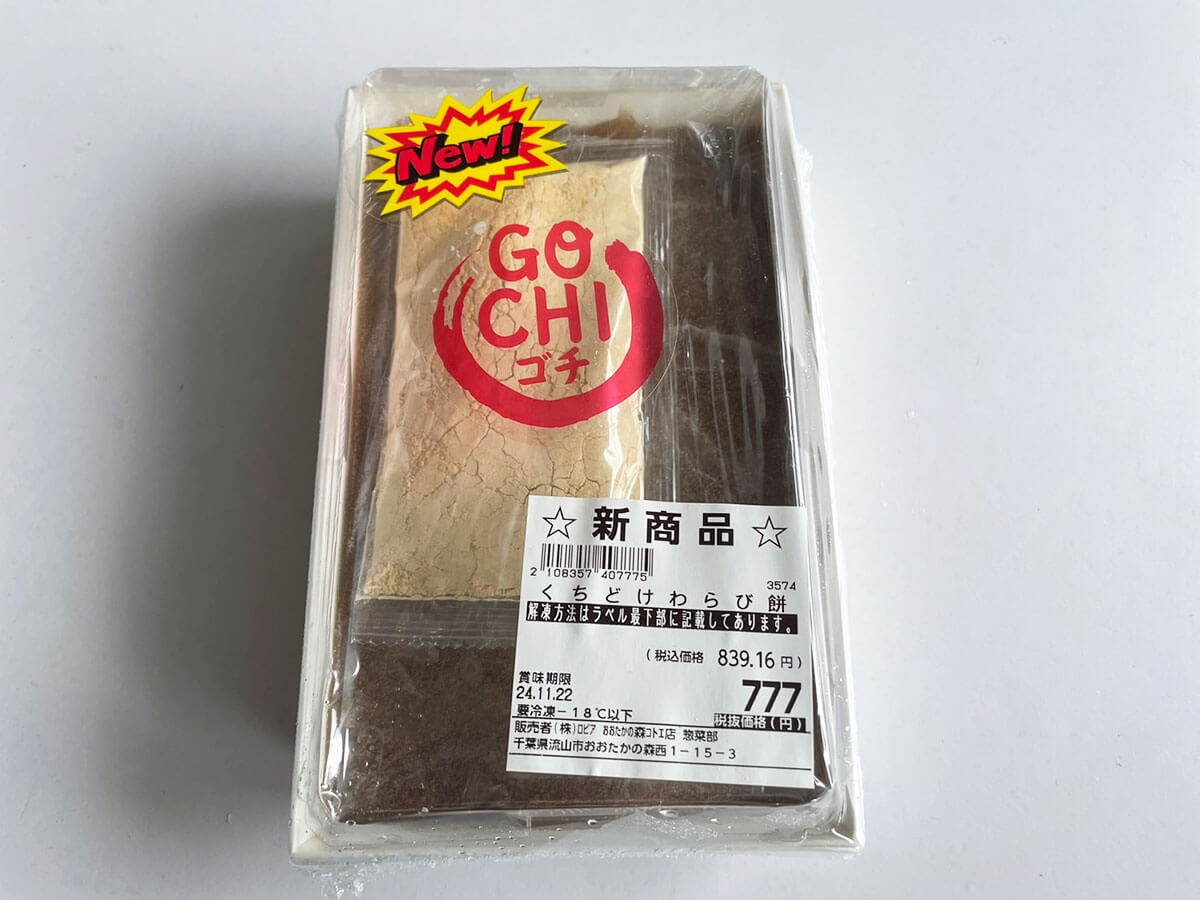 New!
GO
CHI
ゴチ
☆新商品☆
2 108357 407775
3574
くちどけわらび餅
解凍方法はラベル最下部に記載してあります。
(税込価格 839.16円)
賞味期限
24.11.22
777
要冷凍-18℃以下
税抜価格(円)
販売者(株)ロピア おおたかの森コトエ店 惣菜部
千葉県流山市おおたかの森西1-15-3